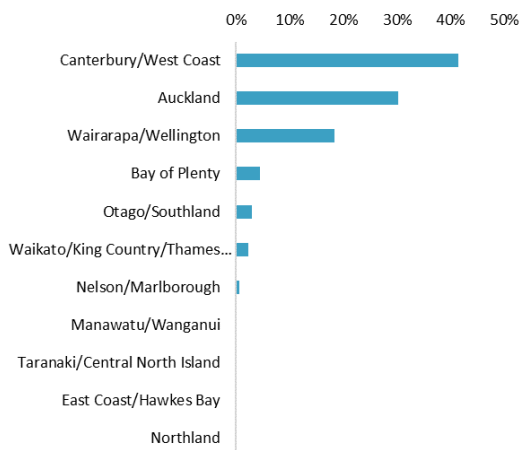 0% 10% 20% 30% 40% 50%
Canterbury/West Coast
Auckland
Wairarapa/Wellington
Bay of Plenty
Otago/Southland
Waikato/King Country/Thames...
Nelson/Marlborough
Manawatu/Wanganui
Taranaki/Central North Island
East Coast/Hawkes Bay
Northland